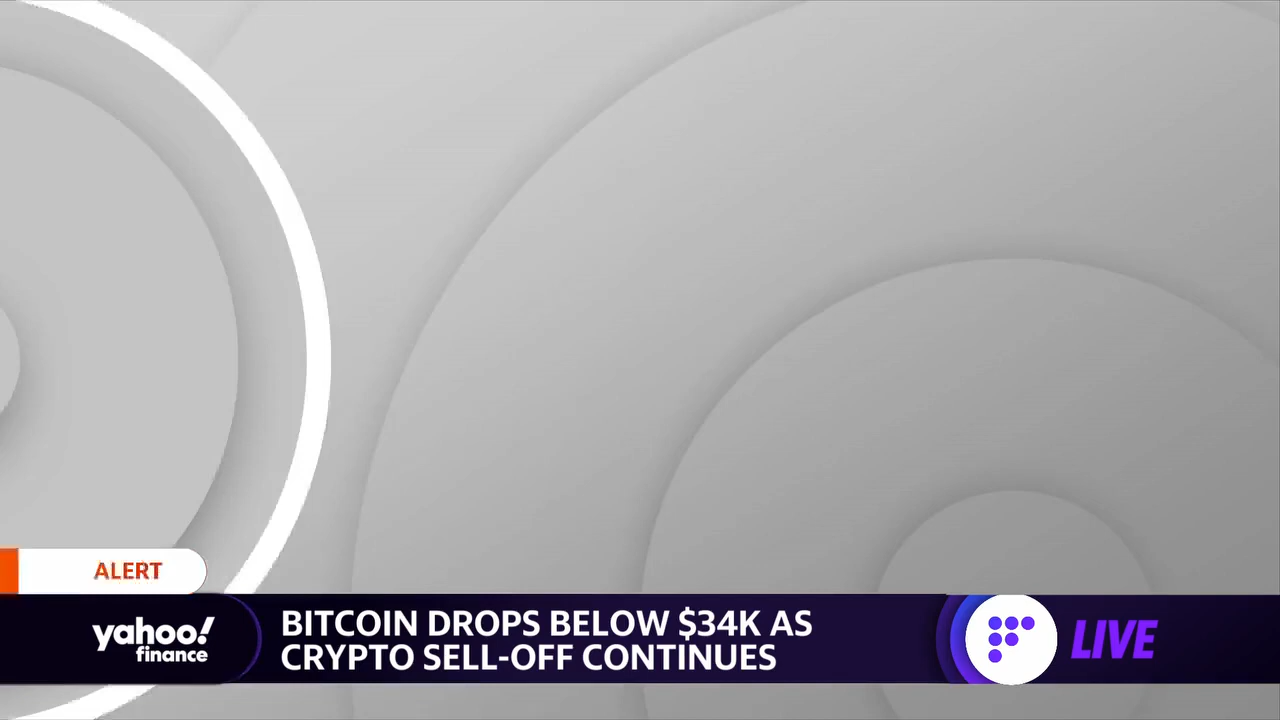 ALERT
yahoo!
finance
BITCOIN DROPS BELOW $34K AS
CRYPTO SELL-OFF CONTINUES
LIVE